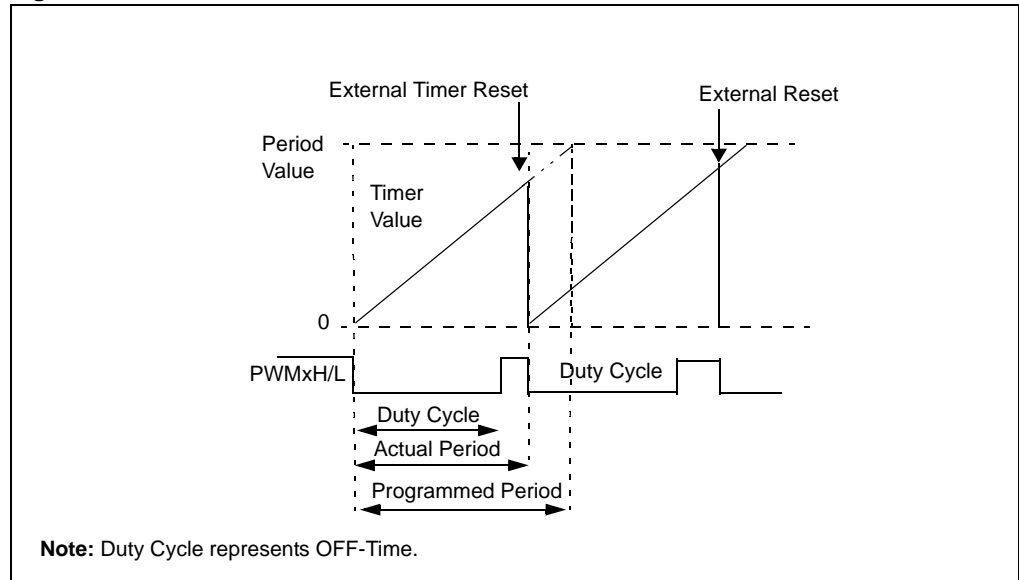 External Timer Reset
External Reset
Period
Value
Timer
Value
0
PWMxH/L
Duty Cycle
Duty Cycle
Actual Period
Programmed Period
Note: Duty Cycle represents OFF-Time.